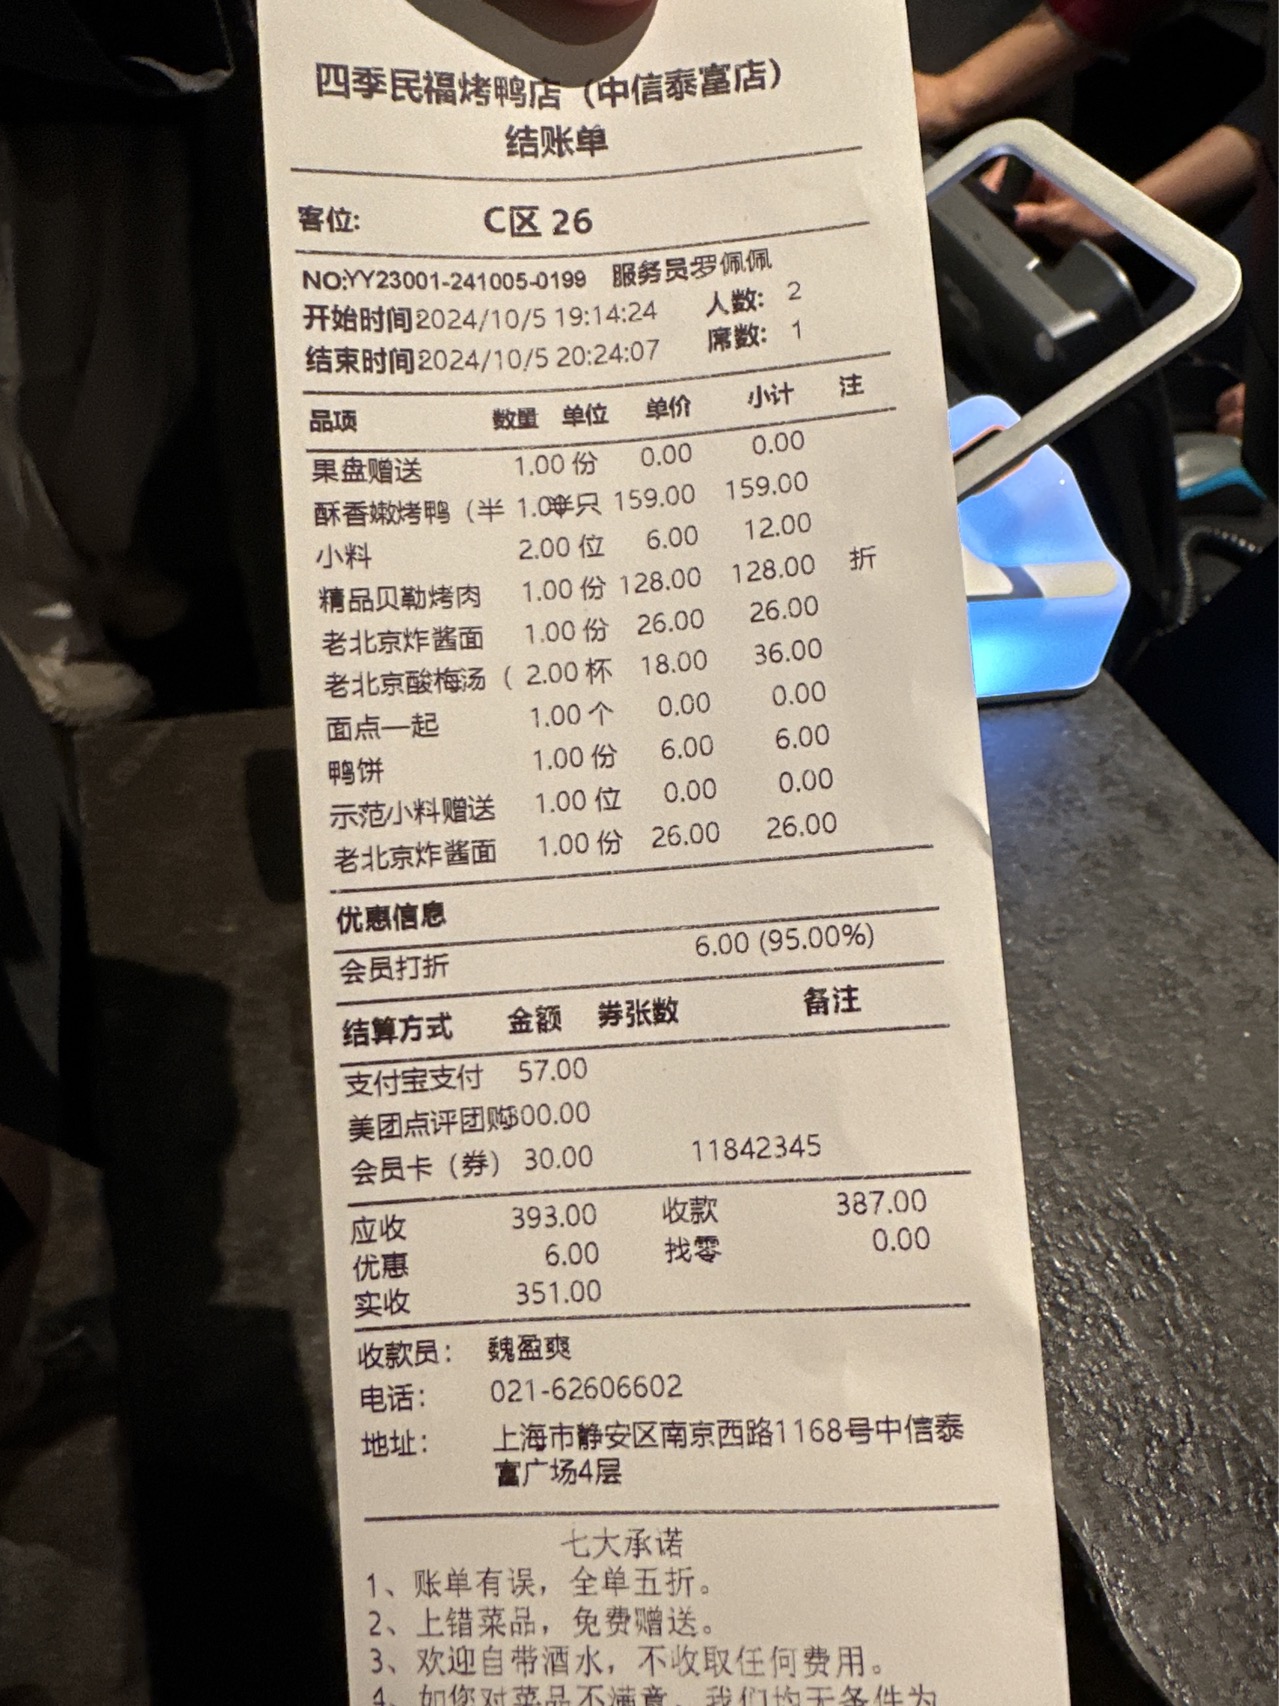 四季民福烤鸭店（中信泰富店）
结账单
客位: C区 26
NO:YY23001-241005-0199 服务员罗佩佩
开始时间2024/10/5 19:14:24 人数: 2
结束时间2024/10/5 20:24:07 席数: 1
品项 数量 单位 单价 小计 注
果盘赠送 1.00 份 0.00 0.00
酥香嫩烤鸭（半 1.00半只 159.00 159.00
小料 2.00 位 6.00 12.00
精品贝勒烤肉 1.00 份 128.00 128.00 折
老北京炸酱面 1.00 份 26.00 26.00
老北京酸梅汤（ 2.00 杯 18.00 36.00
面点一起 1.00 个 0.00 0.00
鸭饼 1.00 份 6.00 6.00
示范小料赠送 1.00 位 0.00 0.00
老北京炸酱面 1.00 份 26.00 26.00
优惠信息
会员打折 6.00 (95.00%)
结算方式 金额 券张数 备注
支付宝支付 57.00
美团点评团购300.00
会员卡（券） 30.00 11842345
应收 393.00 收款 387.00
优惠 6.00 找零 0.00
实收 351.00
收款员: 魏盈爽
电话: 021-62606602
地址: 上海市静安区南京西路1168号中信泰
富广场4层
七大承诺
1、账单有误，全单五折。
2、上错菜品，免费赠送。
3、欢迎自带酒水，不收取任何费用。
4、如您对菜品不满意，我们均无条件为